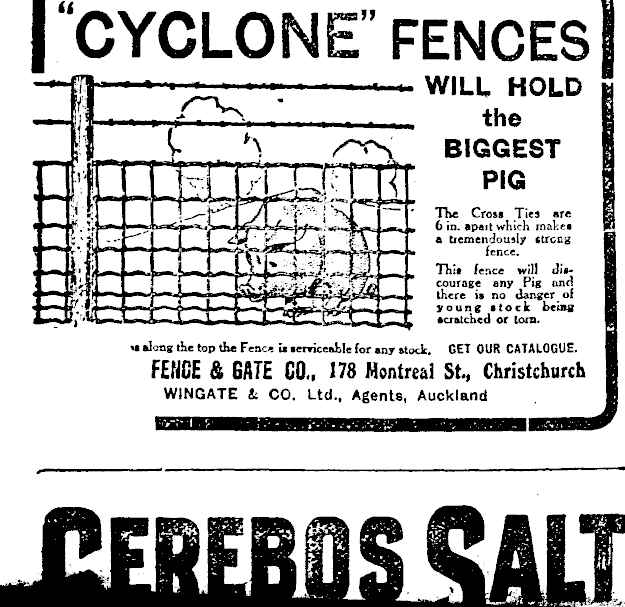 "CYCLONE" FENCES
WILL HOLD
the
BIGGEST
PIG
The Cross Ties are
6 in. apart which makes
a tremendously strong
fence.
This fence will dis-
courage any Pig and
there is no danger of
young stock being
scratched or torn.
along the top the Fence is serviceable for any stock. GET OUR CATALOGUE.
FENCE & GATE CO., 178 Montreal St., Christchurch
WINGATE & CO. Ltd., Agents, Auckland
CEREBOS SALT